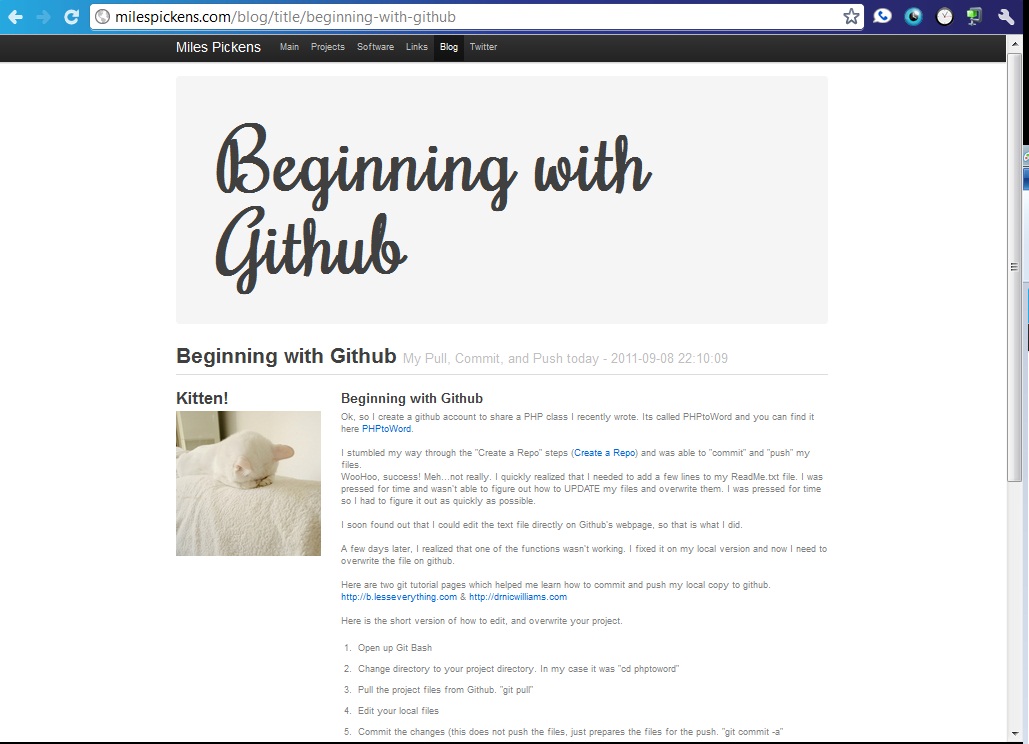 milespickens.com/blog/title/beginning-with-github
Miles Pickens Main Projects Software Links Blog Twitter
Beginning with
Github
Beginning with Github My Pull, Commit, and Push today - 2011-09-08 22:10:09
Kitten!
Beginning with Github
Ok, so I create a github account to share a PHP class I recently wrote. Its called PHPtoWord and you can find it
here PHPtoWord.
I stumbled my way through the "Create a Repo" steps (Create a Repo) and was able to "commit" and "push" my
files.
WooHoo, success! Meh...not really. I quickly realized that I needed to add a few lines to my ReadMe.txt file. I was
pressed for time and wasn't able to figure out how to UPDATE my files and overwrite them. I was pressed for time
so I had to figure it out as quickly as possible.
I soon found out that I could edit the text file directly on Github's webpage, so that is what I did.
A few days later, I realized that one of the functions wasn't working. I fixed it on my local version and now I need to
overwrite the file on github.
Here are two git tutorial pages which helped me learn how to commit and push my local copy to github.
http://b.lesseverything.com & http://drnicwilliams.com
Here is the short version of how to edit, and overwrite your project.
1. Open up Git Bash
2. Change directory to your project directory. In my case it was "cd phptoword"
3. Pull the project files from Github. "git pull"
4. Edit your local files
5. Commit the changes (this does not push the files, just prepares the files for the push. "git commit -a"